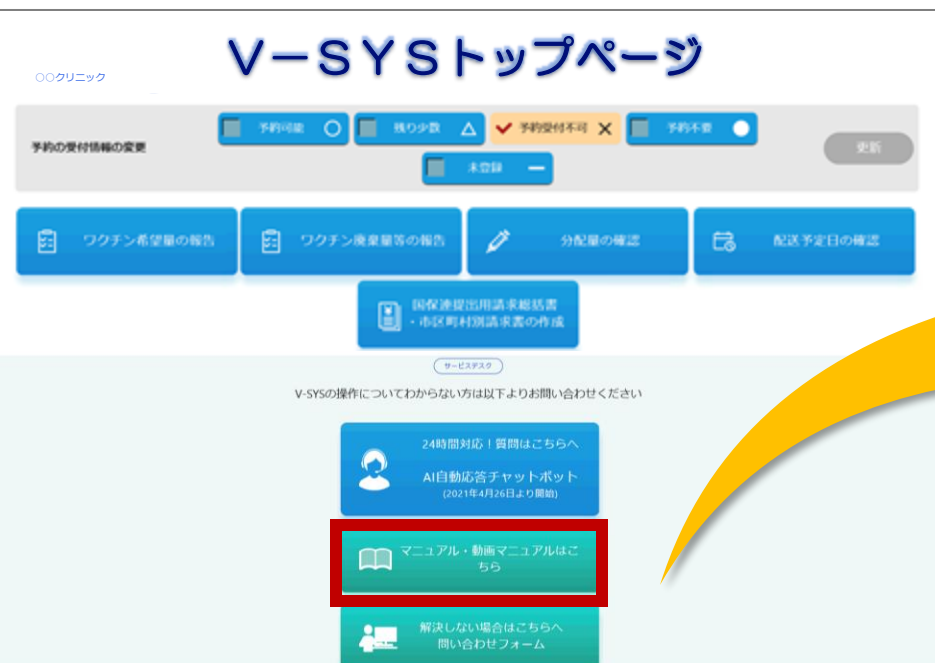 V-SYSトップページ
○○クリニック
予約の受付情報の変更
予約可能
残り少数
予約受付不可
予約不要
未登録
更新
ワクチン希望量の報告
ワクチン廃棄量等の報告
分配量の確認
配送予定日の確認
国保連提出用請求総括書
・市区町村別請求書の作成
サービスデスク
V-SYSの操作についてわからない方は以下よりお問い合わせください
24時間対応!質問はこちらへ
AI自動応答チャットボット
(2021年4月26日より開始)
マニュアル・動画マニュアルはこ
ちら
解決しない場合はこちらへ
問い合わせフォーム